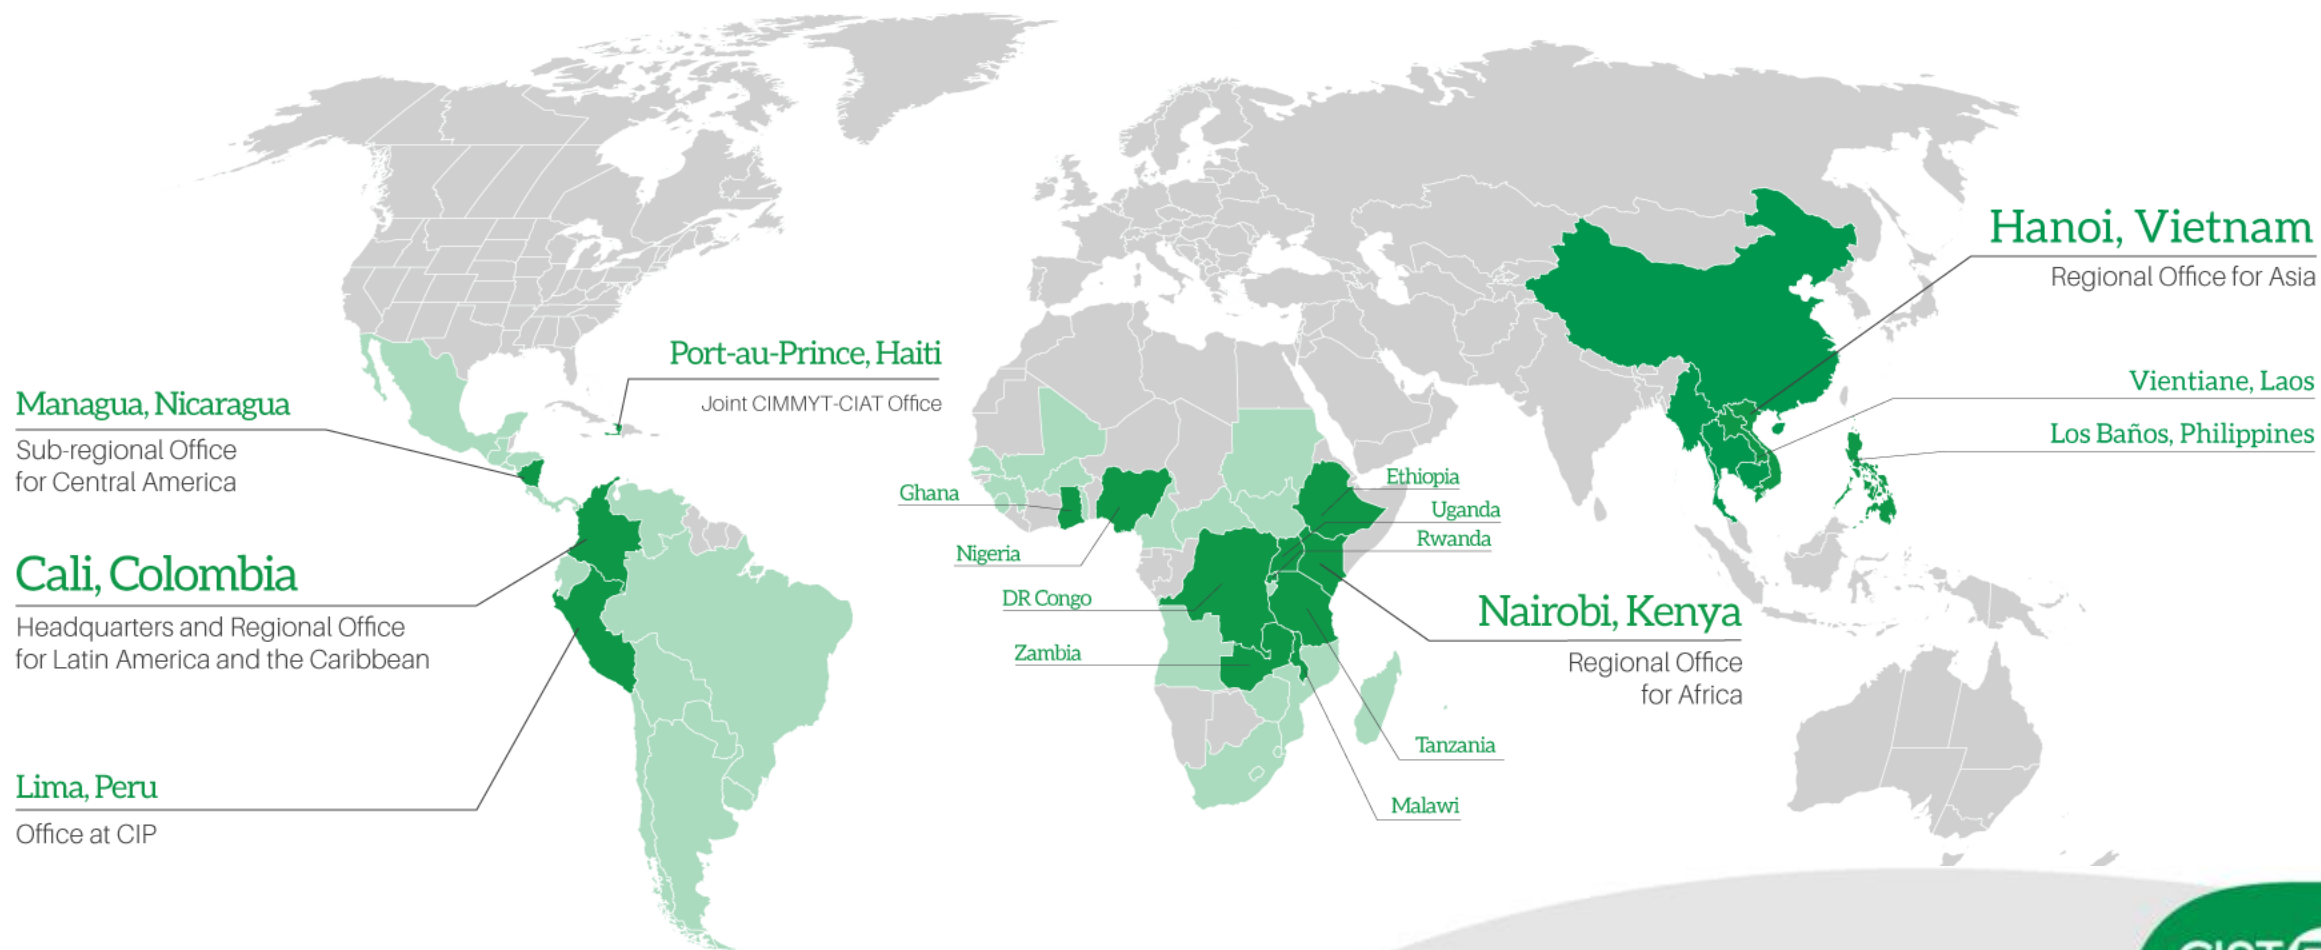 Hanoi, Vietnam
Regional Office for Asia
Port-au-Prince, Haiti
Joint CIMMYT-CIAT Office
Managua, Nicaragua
Sub-regional Office
for Central America
Vientiane, Laos
Los Baños, Philippines
Ghana
Nigeria
DR Congo
Zambia
Ethiopia
Uganda
Rwanda
Cali, Colombia
Headquarters and Regional Office
for Latin America and the Caribbean
Nairobi, Kenya
Regional Office
for Africa
Tanzania
Malawi
Lima, Peru
Office at CIP